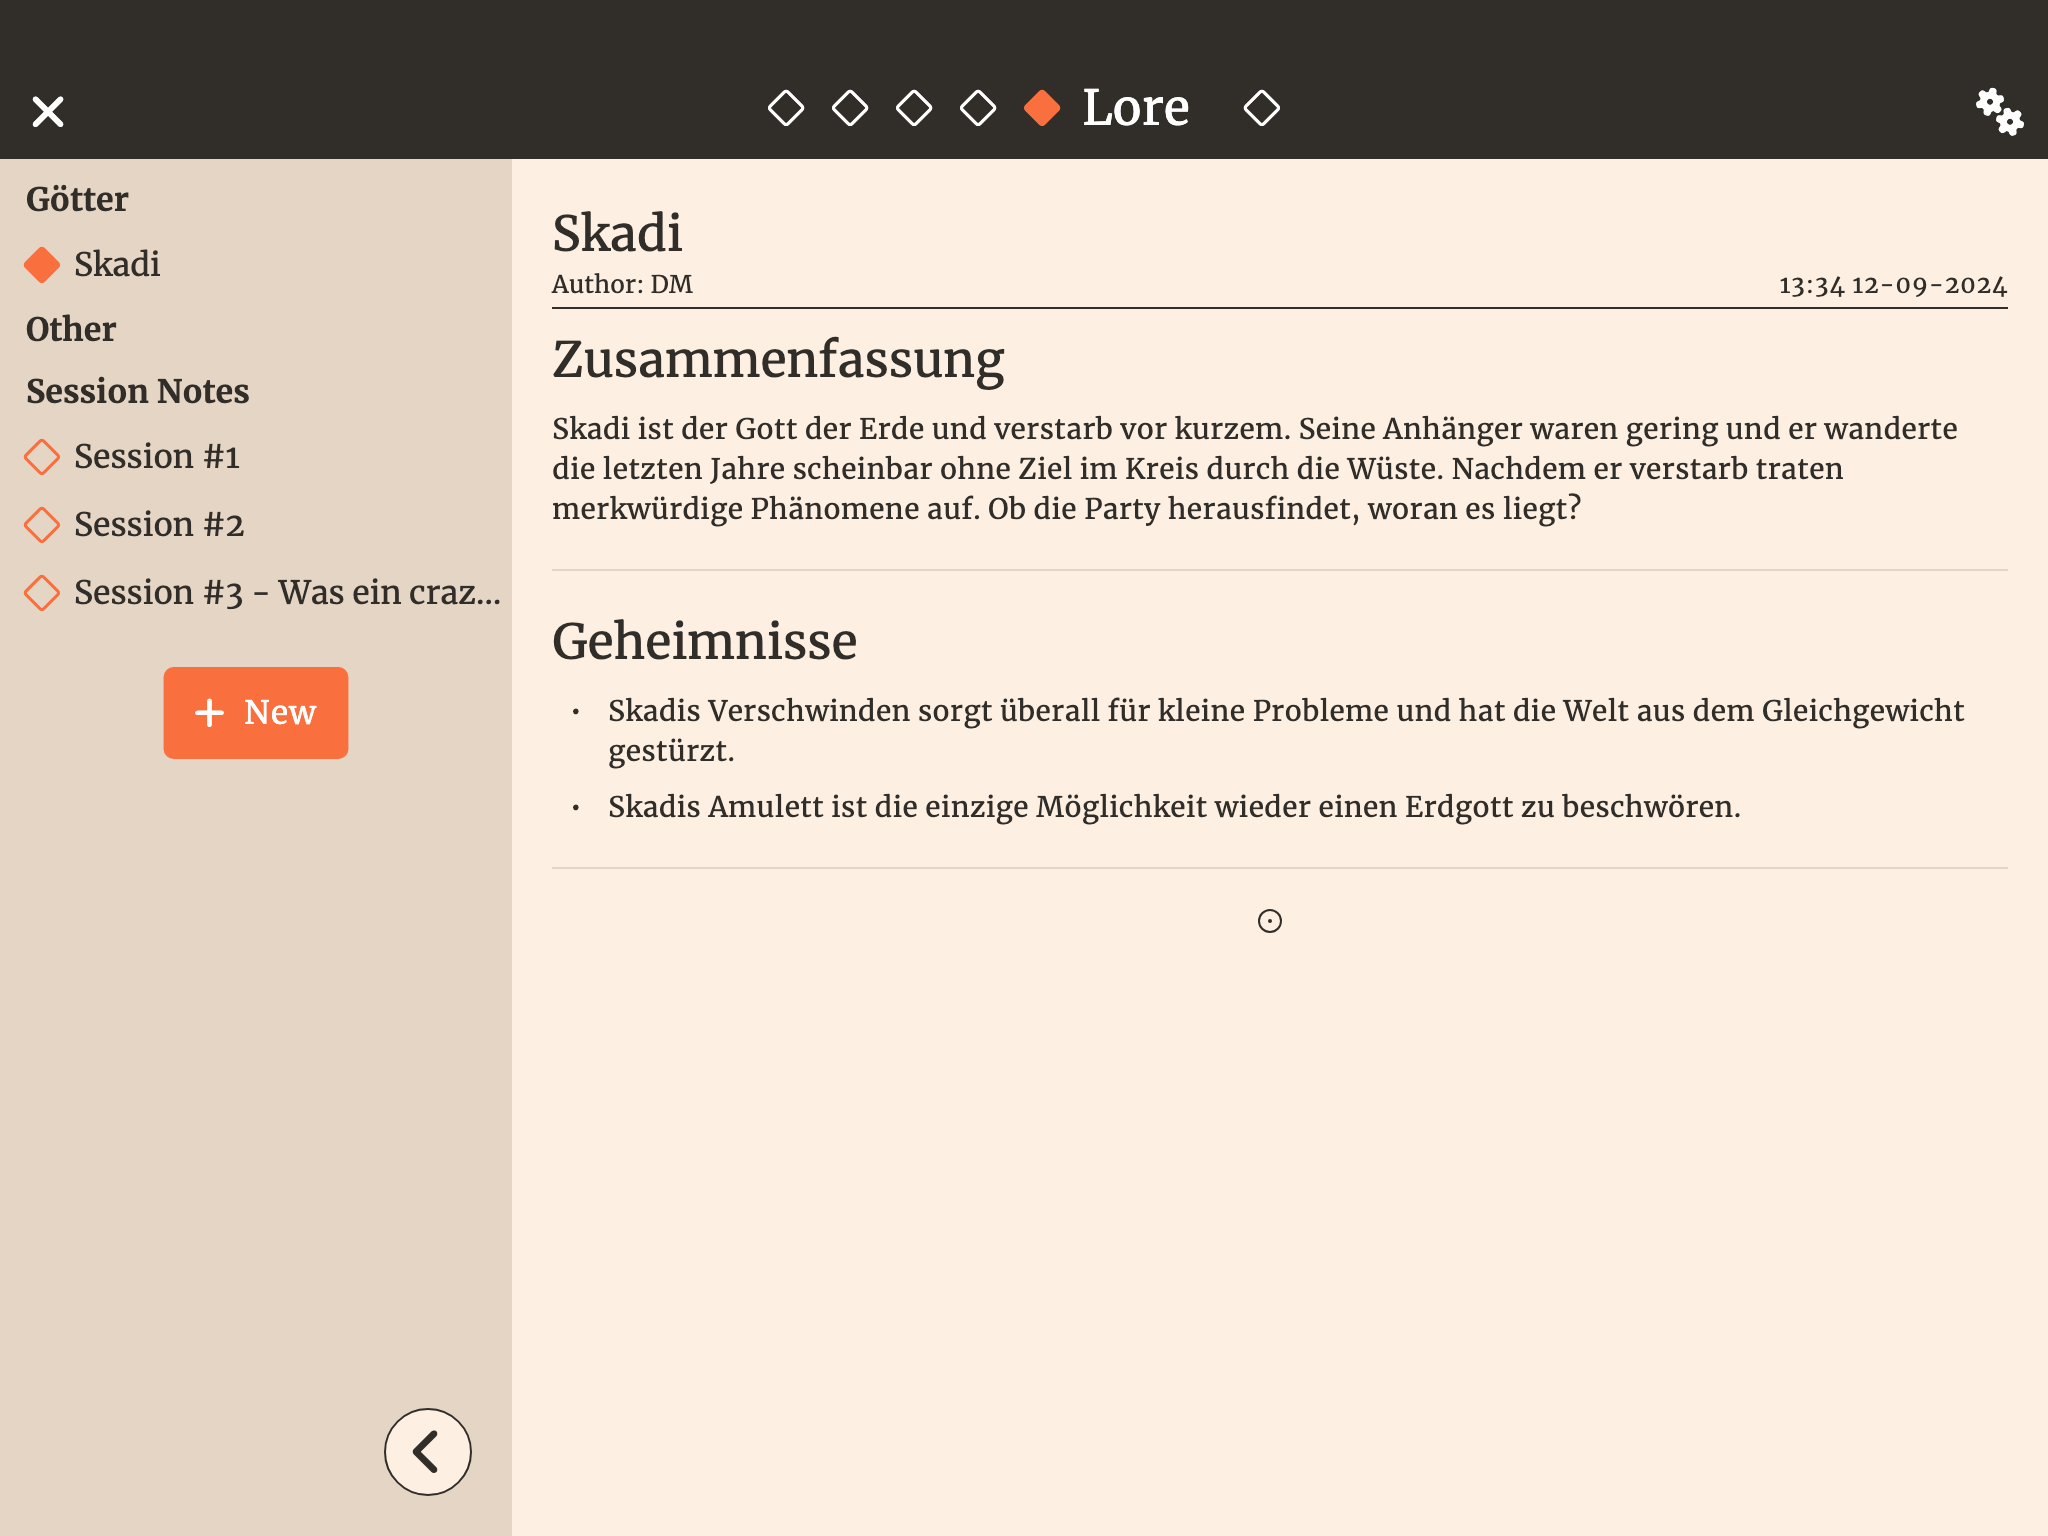 Lore
Götter
Skadi
Other
Session Notes
Session #1
Session #2
Session #3 - Was ein craz...
New
Skadi
Author: DM
13:34 12-09-2024
Zusammenfassung
Skadi ist der Gott der Erde und verstarb vor kurzem. Seine Anhänger waren gering und er wanderte
die letzten Jahre scheinbar ohne Ziel im Kreis durch die Wüste. Nachdem er verstarb traten
merkwürdige Phänomene auf. Ob die Party herausfindet, woran es liegt?
Geheimnisse
• Skadis Verschwinden sorgt überall für kleine Probleme und hat die Welt aus dem Gleichgewicht
gestürzt.
• Skadis Amulett ist die einzige Möglichkeit wieder einen Erdgott zu beschwören.